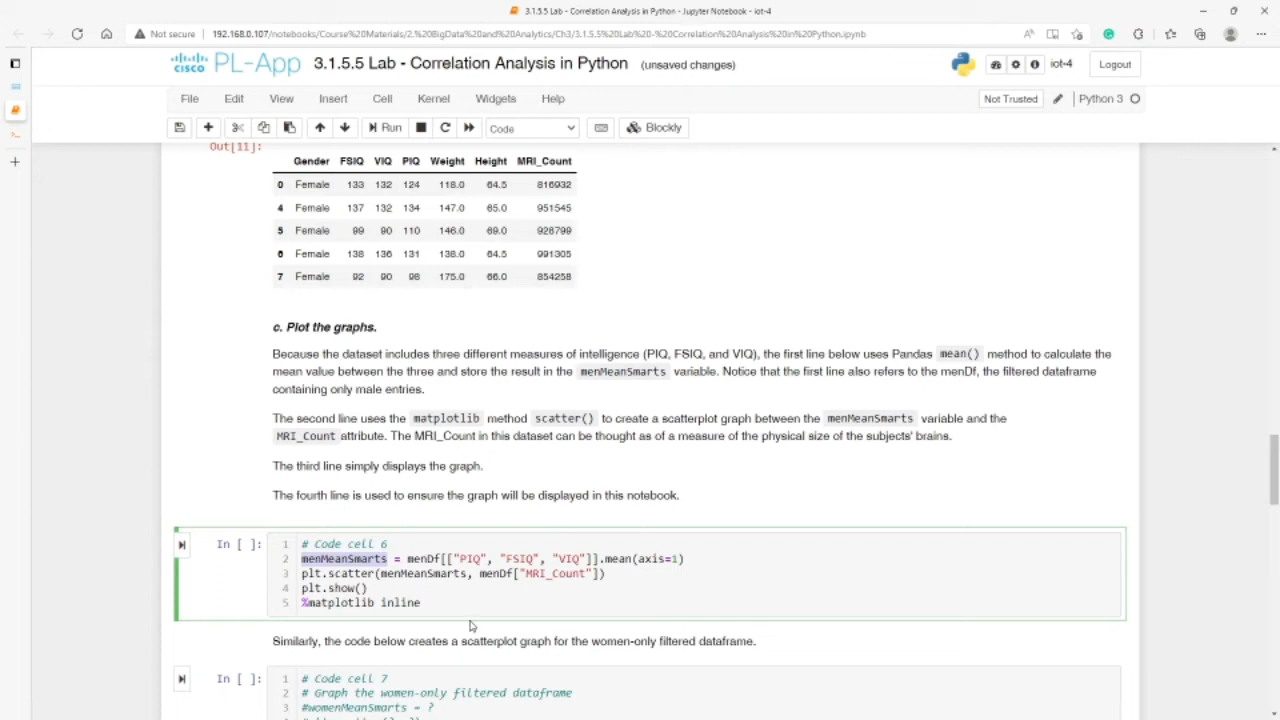 3.1.5.5 Lab - Correlation Analysis in Python - Jupyter Notebook - iot-4
Not secure | 192.168.0.107/notebooks/Course%20Materials/2.%20BigData%20and%20Analytics/Ch3/3.1.5.5%20Lab%20-%20Correlation%20Analysis%20in%20Python.ipynb
cisco PL-App 3.1.5.5 Lab - Correlation Analysis in Python (unsaved changes) iot-4 Logout
File Edit View Insert Cell Kernel Widgets Help Not Trusted Python 3
Run Code Blockly
Out[11]:
Gender FSIQ VIQ PIQ Weight Height MRI_Count
0 Female 133 132 124 118.0 64.5 816932
4 Female 137 132 134 147.0 65.0 951545
5 Female 99 90 110 146.0 69.0 928799
6 Female 138 136 131 138.0 64.5 991305
7 Female 92 90 98 175.0 66.0 854258
c. Plot the graphs.
Because the dataset includes three different measures of intelligence (PIQ, FSIQ, and VIQ), the first line below uses Pandas mean() method to calculate the
mean value between the three and store the result in the menMeanSmarts variable. Notice that the first line also refers to the menDf, the filtered dataframe
containing only male entries.
The second line uses the matplotlib method scatter() to create a scatterplot graph between the menMeanSmarts variable and the
MRI_Count attribute. The MRI_Count in this dataset can be thought as of a measure of the physical size of the subjects' brains.
The third line simply displays the graph.
The fourth line is used to ensure the graph will be displayed in this notebook.
In [ ]: 1 # Code cell 6
2 menMeanSmarts = menDf[["PIQ", "FSIQ", "VIQ"]].mean(axis=1)
3 plt.scatter(menMeanSmarts, menDf["MRI_Count"])
4 plt.show()
5 %matplotlib inline
Similarly, the code below creates a scatterplot graph for the women-only filtered dataframe.
In [ ]: 1 # Code cell 7
2 # Graph the women-only filtered dataframe
3 #womenMeanSmarts = ?